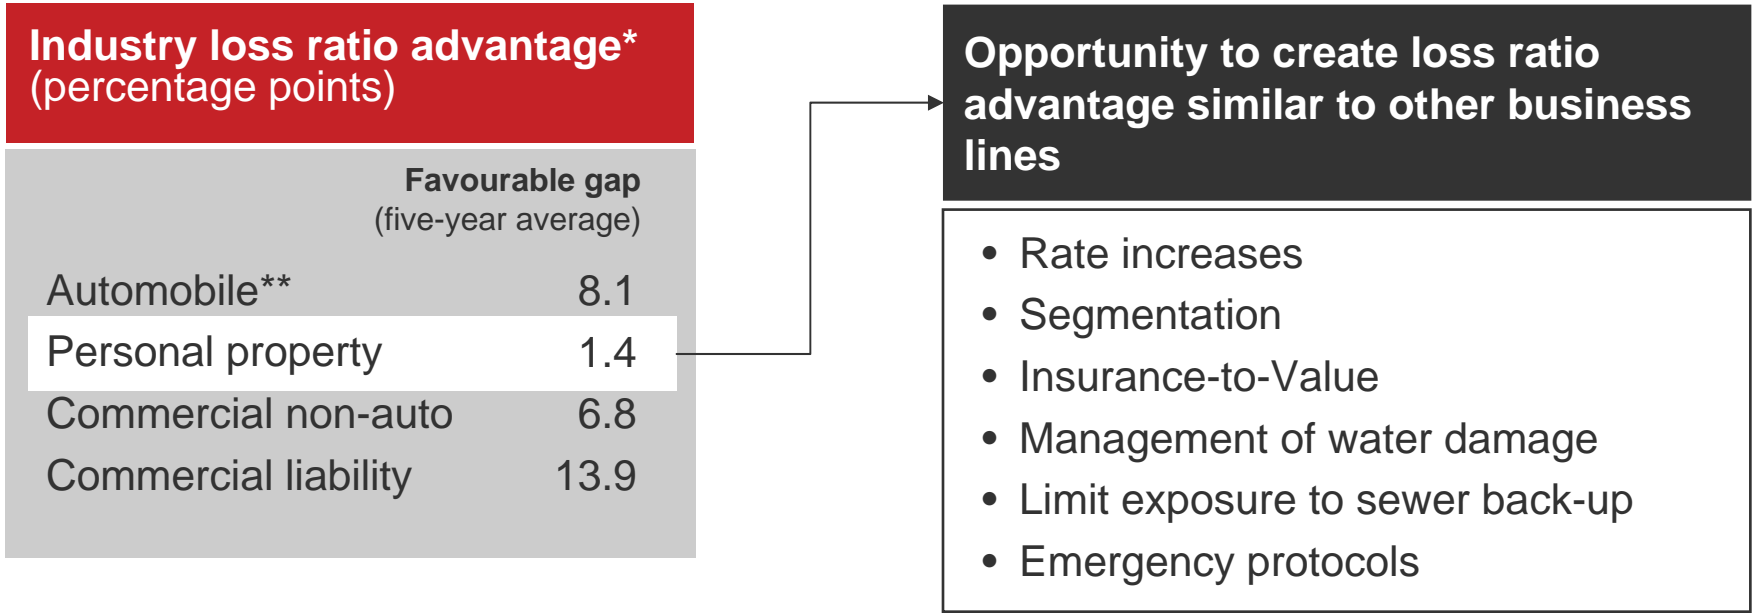 Industry loss ratio advantage*
(percentage points)
Favourable gap
(five-year average)
Automobile** 8.1
Personal property 1.4
Commercial non-auto 6.8
Commercial liability 13.9
Opportunity to create loss ratio
advantage similar to other business
lines
• Rate increases
• Segmentation
• Insurance-to-Value
• Management of water damage
• Limit exposure to sewer back-up
• Emergency protocols